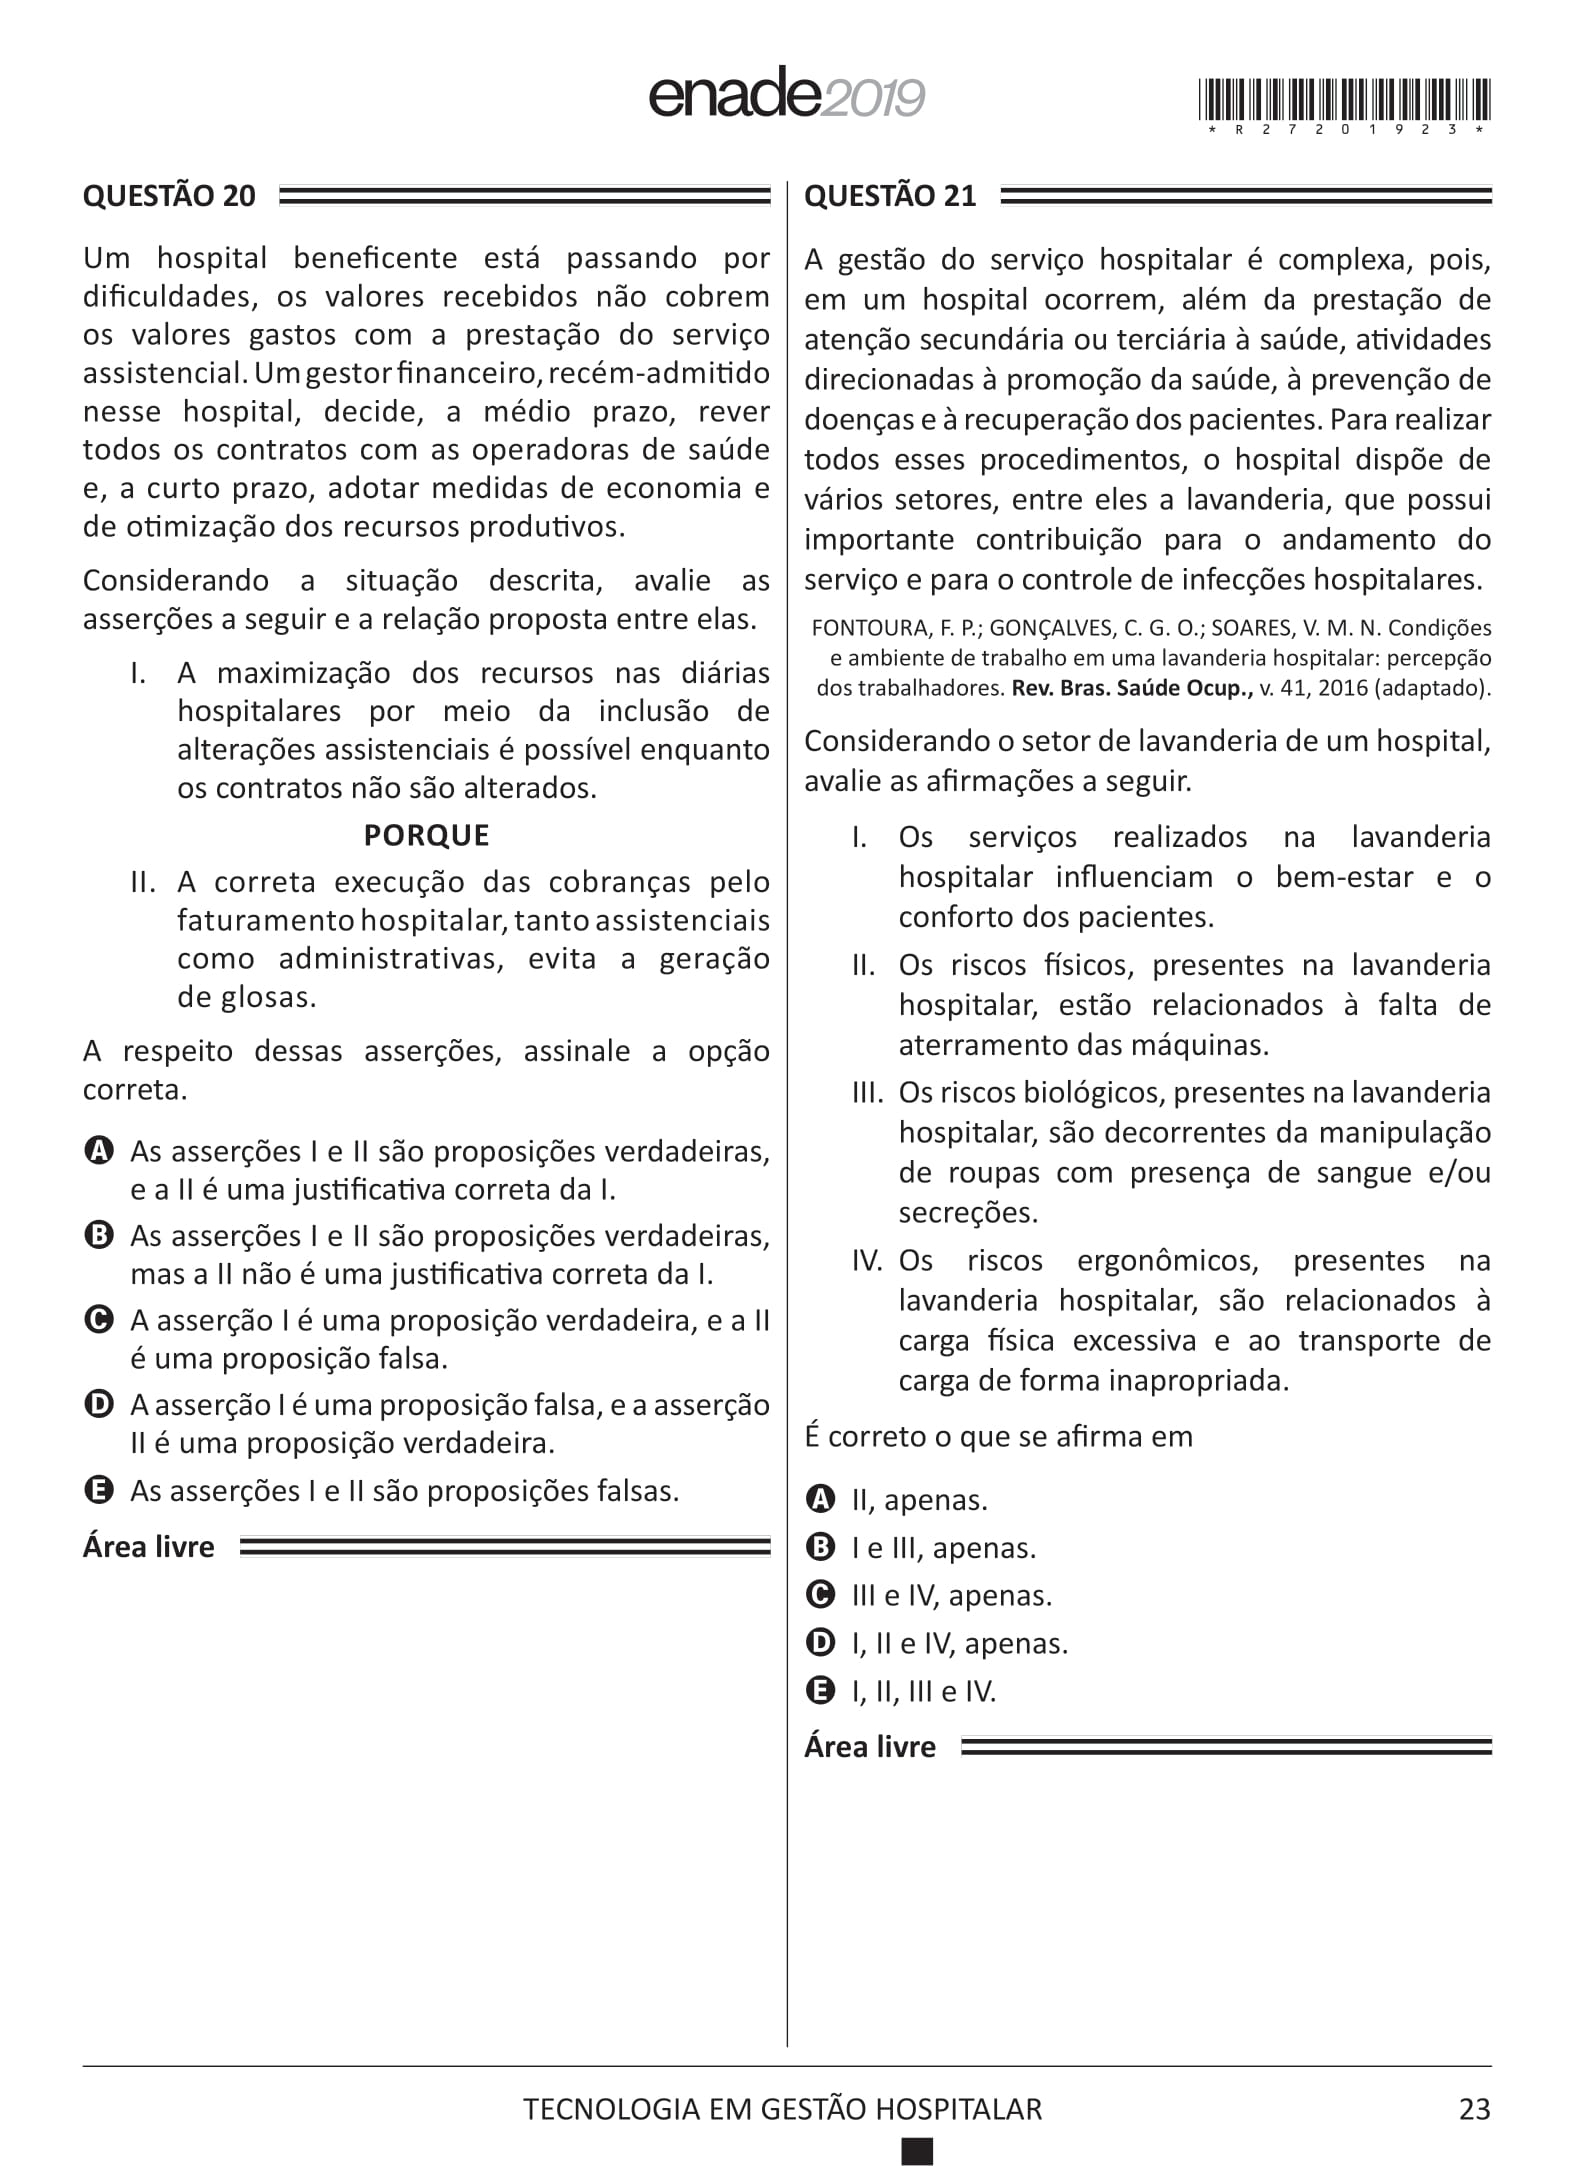 enade2019
*R27201923*
QUESTÃO 20
Um hospital beneficente está passando por
dificuldades, os valores recebidos não cobrem
os valores gastos com a prestação do serviço
assistencial. Um gestor financeiro, recém-admitido
nesse hospital, decide, a médio prazo, rever
todos os contratos com as operadoras de saúde
e, a curto prazo, adotar medidas de economia e
de otimização dos recursos produtivos.
Considerando a situação descrita, avalie as
asserções a seguir e a relação proposta entre elas.
I. A maximização dos recursos nas diárias
hospitalares por meio da inclusão de
alterações assistenciais é possível enquanto
os contratos não são alterados.
PORQUE
II. A correta execução das cobranças pelo
faturamento hospitalar, tanto assistenciais
como administrativas, evita a geração
de glosas.
A respeito dessas asserções, assinale a opção
correta.
A As asserções I e II são proposições verdadeiras,
e a II é uma justificativa correta da I.
B As asserções I e II são proposições verdadeiras,
mas a II não é uma justificativa correta da I.
C A asserção I é uma proposição verdadeira, e a II
é uma proposição falsa.
D A asserção I é uma proposição falsa, e a asserção
II é uma proposição verdadeira.
E As asserções I e II são proposições falsas.
Área livre
QUESTÃO 21
A gestão do serviço hospitalar é complexa, pois,
em um hospital ocorrem, além da prestação de
atenção secundária ou terciária à saúde, atividades
direcionadas à promoção da saúde, à prevenção de
doenças e à recuperação dos pacientes. Para realizar
todos esses procedimentos, o hospital dispõe de
vários setores, entre eles a lavanderia, que possui
importante contribuição para o andamento do
serviço e para o controle de infecções hospitalares.
FONTOURA, F. P.; GONÇALVES, C. G. O.; SOARES, V. M. N. Condições
e ambiente de trabalho em uma lavanderia hospitalar: percepção
dos trabalhadores. Rev. Bras. Saúde Ocup., v. 41, 2016 (adaptado).
Considerando o setor de lavanderia de um hospital,
avalie as afirmações a seguir.
I. Os serviços realizados na lavanderia
hospitalar influenciam o bem-estar e o
conforto dos pacientes.
II. Os riscos físicos, presentes na lavanderia
hospitalar, estão relacionados à falta de
aterramento das máquinas.
III. Os riscos biológicos, presentes na lavanderia
hospitalar, são decorrentes da manipulação
de roupas com presença de sangue e/ou
secreções.
IV. Os riscos ergonômicos, presentes na
lavanderia hospitalar, são relacionados à
carga física excessiva e ao transporte de
carga de forma inapropriada.
É correto o que se afirma em
A II, apenas.
B I e III, apenas.
C III e IV, apenas.
D I, II e IV, apenas.
E I, II, III e IV.
Área livre
TECNOLOGIA EM GESTÃO HOSPITALAR
23